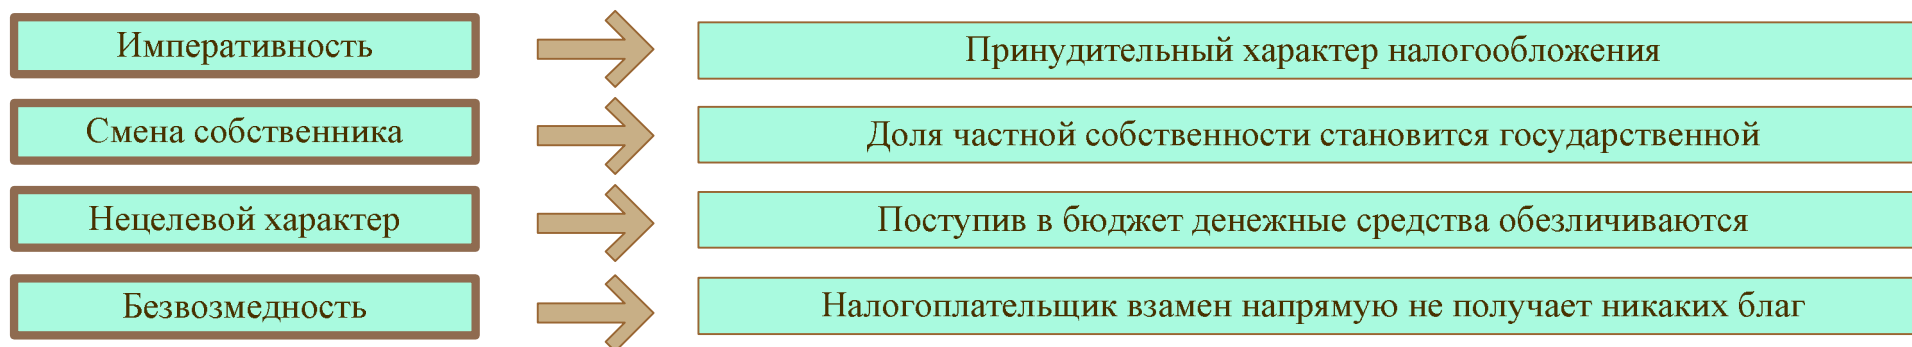 Императивность
Принудительный характер налогообложения
Смена собственника
Доля частной собственности становится государственной
Нецелевой характер
Поступив в бюджет денежные средства обезличиваются
Безвозмедность
Налогоплательщик взамен напрямую не получает никаких благ